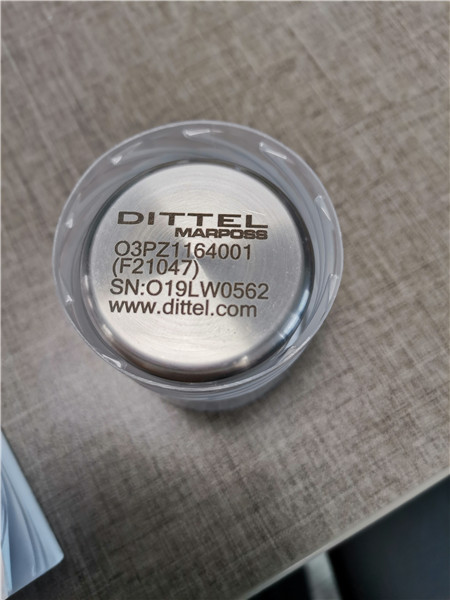 DITTEL
MARPOSS
O3PZ1164001
(F21047)
SN:O19LW0562
www.dittel.com